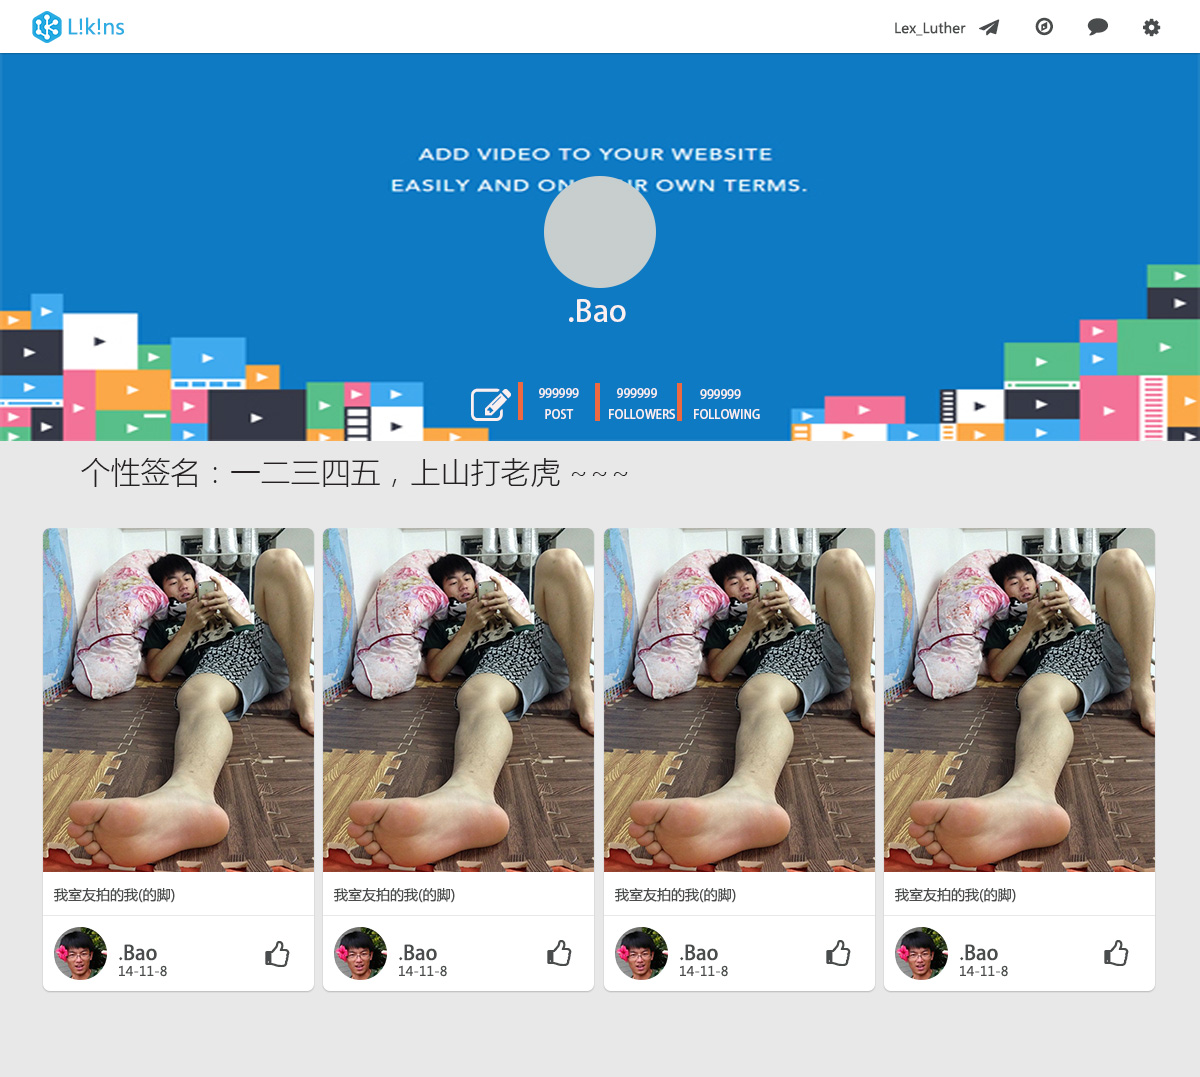 L!k!ns
Lex_Luther
ADD VIDEO TO YOUR WEBSITE
EASILY AND ON R OWN TERMS.
.Bao
999999 999999 999999
POST FOLLOWERS FOLLOWING
个性签名：一二三四五，上山打老虎 ~ ~ ~
我室友拍的我(的脚)
.Bao
14-11-8
我室友拍的我(的脚)
.Bao
14-11-8
我室友拍的我(的脚)
.Bao
14-11-8
我室友拍的我(的脚)
.Bao
14-11-8